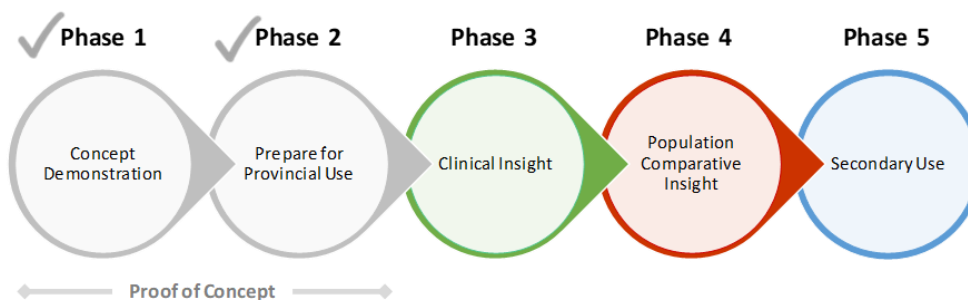 Phase 1
Phase 2
Phase 3
Phase 4
Phase 5
Concept
Demonstration
Prepare for
Provincial Use
Clinical Insight
Population
Comparative
Insight
Secondary Use
Proof of Concept